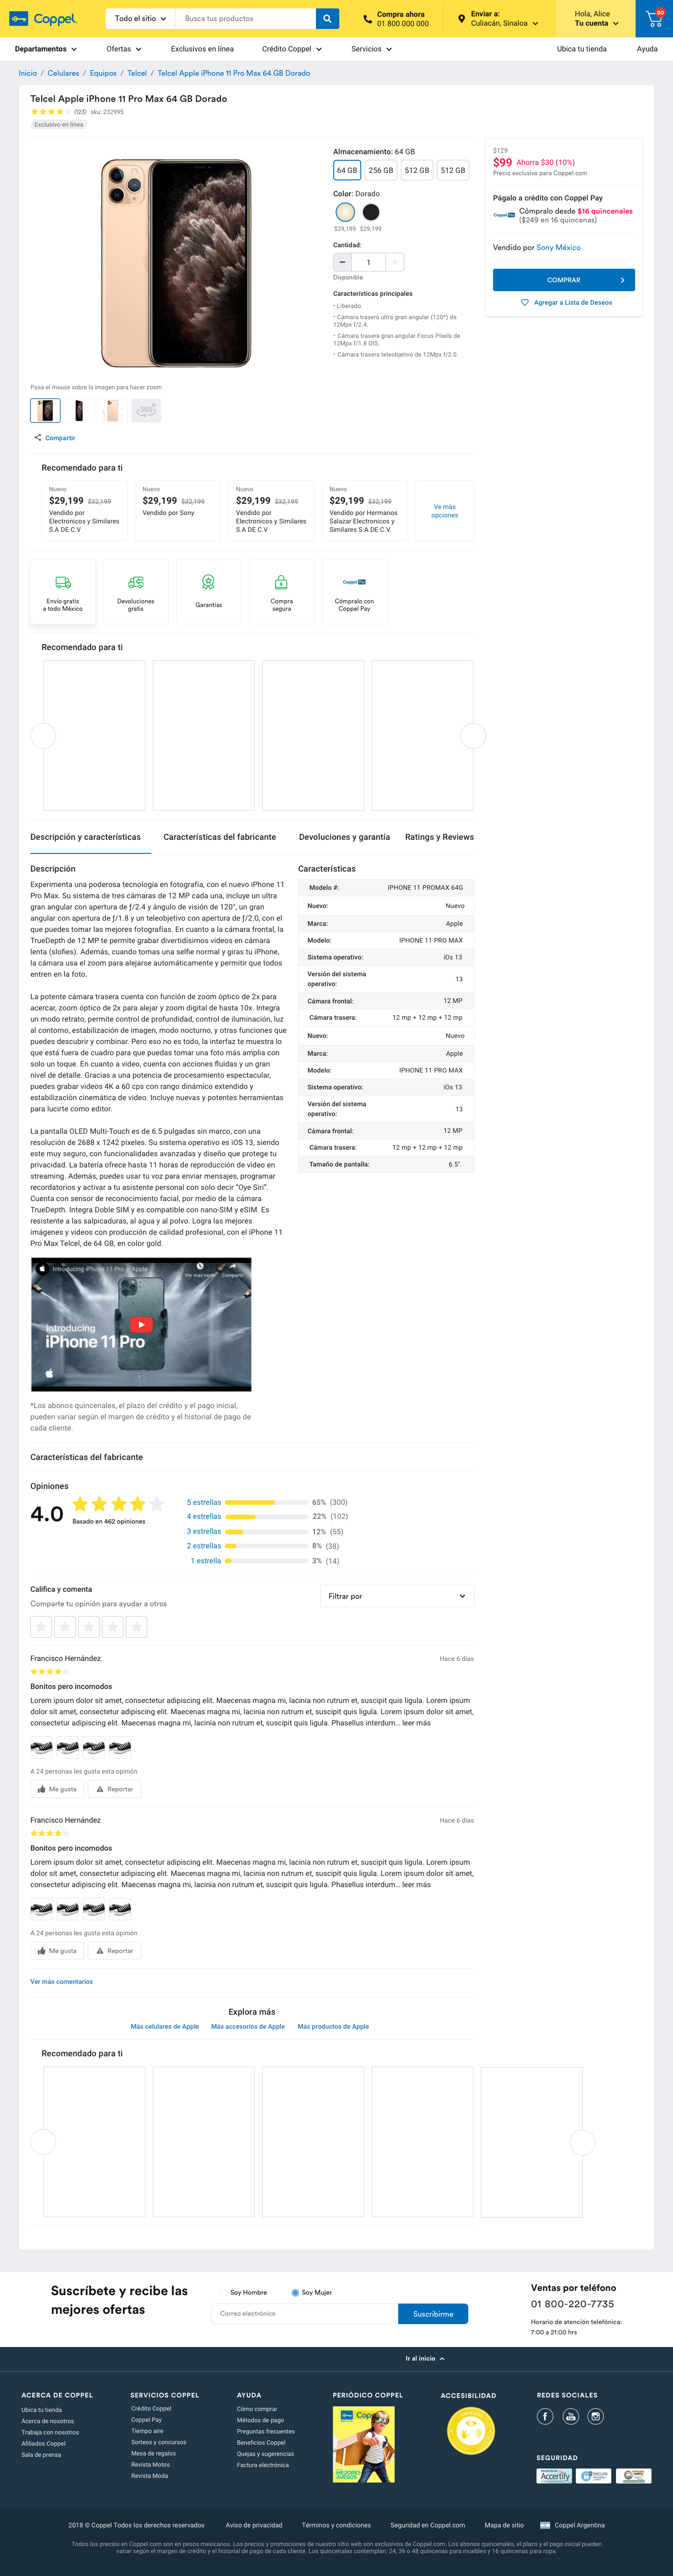 Coppel
Todo el sitio
Busca tus productos
Compra ahora
01 800 000 000
Enviar a:
Culiacán, Sinaloa
Hola, Alice
Tu cuenta
00
Departamentos
Ofertas
Exclusivos en línea
Crédito Coppel
Servicios
Ubica tu tienda
Ayuda
Inicio / Celulares / Equipos / Telcel / Telcel Apple iPhone 11 Pro Max 64 GB Dorado
Telcel Apple iPhone 11 Pro Max 64 GB Dorado
(123) sku: 232995
Exclusivo en línea
Pasa el mouse sobre la imagen para hacer zoom
360°
Compartir
Almacenamiento: 64 GB
64 GB 256 GB 512 GB 512 GB
Color: Dorado
$29,199 $29,199
Cantidad:
1
Disponible
Características principales
· Liberado.
· Cámara trasera ultra gran angular (120º) de
12Mpx f/2.4.
· Cámara trasera gran angular Focus Pixels de
12Mpx f/1.8 OIS.
· Cámara trasera teleobjetivo de 12Mpx f/2.0.
$129
$99 Ahorra $30 (10%)
Precio exclusivo para Coppel.com
Págalo a crédito con Coppel Pay
Coppel Pay
Cómpralo desde $16 quincenales
($249 en 16 quincenas)
Vendido por Sony México
COMPRAR
Agregar a Lista de Deseos
Recomendado para ti
Nuevo
$29,199 $32,199
Vendido por
Electronicos y Similares
S.A DE C.V
Nuevo
$29,199 $32,199
Vendido por Sony
Nuevo
$29,199 $32,199
Vendido por
Electronicos y Similares
S.A DE C.V
Nuevo
$29,199 $32,199
Vendido por Hermanos
Salazar Electronicos y
Similares S.A DE C.V.
Ve más
opciones
Envío gratis
a todo México
Devoluciones
gratis
Garantías
Compra
segura
Coppel Pay
Cómpralo con
Coppel Pay
Recomendado para ti
Descripción y características
Características del fabricante
Devoluciones y garantía
Ratings y Reviews
Descripción
Experimenta una poderosa tecnología en fotografía, con el nuevo iPhone 11
Pro Max. Su sistema de tres cámaras de 12 MP cada una, incluye un ultra
gran angular con apertura de ƒ/2.4 y ángulo de visión de 120°, un gran
angular con apertura de ƒ/1.8 y un teleobjetivo con apertura de ƒ/2.0, con el
que puedes tomar las mejores fotografías. En cuanto a la cámara frontal, la
TrueDepth de 12 MP te permite grabar divertidísimos videos en cámara
lenta (slofies). Además, cuando tomas una selfie normal y giras tu iPhone,
la cámara usa el zoom para alejarse automáticamente y permitir que todos
entren en la foto.
La potente cámara trasera cuenta con función de zoom óptico de 2x para
acercar, zoom óptico de 2x para alejar y zoom digital hasta 10x. Integra
modo retrato, permite control de profundidad, control de iluminación, luz
al contorno, estabilización de imagen, modo nocturno, y otras funciones que
puedes descubrir y combinar. Pero eso no es todo, la interfaz te muestra lo
que está fuera de cuadro para que puedas tomar una foto más amplia con
solo un toque. En cuanto a video, cuenta con acciones fluidas y un gran
nivel de detalle. Gracias a una potencia de procesamiento espectacular,
puedes grabar videos 4K a 60 cps con rango dinámico extendido y
estabilización cinemática de video. Incluye nuevas y potentes herramientas
para lucirte como editor.
La pantalla OLED Multi-Touch es de 6.5 pulgadas sin marco, con una
resolución de 2688 x 1242 pixeles. Su sistema operativo es iOS 13, siendo
este muy seguro, con funcionalidades avanzadas y diseño que protege tu
privacidad. La batería ofrece hasta 11 horas de reproducción de video en
streaming. Además, puedes usar tu voz para enviar mensajes, programar
recordatorios y activar a tu asistente personal con solo decir “Oye Siri”.
Cuenta con sensor de reconocimiento facial, por medio de la cámara
TrueDepth. Integra Doble SIM y es compatible con nano-SIM y eSIM. Es
resistente a las salpicaduras, al agua y al polvo. Logra las mejores
imágenes y videos con producción de calidad profesional, con el iPhone 11
Pro Max Telcel, de 64 GB, en color gold.
Características
Modelo #: IPHONE 11 PROMAX 64G
Nuevo: Nuevo
Marca: Apple
Modelo: IPHONE 11 PRO MAX
Sistema operativo: iOs 13
Versión del sistema
operativo: 13
Cámara frontal: 12 MP
Cámara trasera: 12 mp + 12 mp + 12 mp
Nuevo: Nuevo
Marca: Apple
Modelo: IPHONE 11 PRO MAX
Sistema operativo: iOs 13
Versión del sistema
operativo: 13
Cámara frontal: 12 MP
Cámara trasera: 12 mp + 12 mp + 12 mp
Tamaño de pantalla: 6.5"
Introducing iPhone 11 Pro — Apple
Ver más tarde
Compartir
Introducing
iPhone 11 Pro
*Los abonos quincenales, el plazo del crédito y el pago inicial,
pueden variar según el margen de crédito y el historial de pago de
cada cliente.
Características del fabricante
Opiniones
4.0
Basado en 462 opiniones
5 estrellas 65% (300)
4 estrellas 22% (102)
3 estrellas 12% (55)
2 estrellas 8% (38)
1 estrella 3% (14)
Califica y comenta
Comparte tu opinión para ayudar a otros
Filtrar por
Francisco Hernández
Hace 6 días
Bonitos pero incomodos
Lorem ipsum dolor sit amet, consectetur adipiscing elit. Maecenas magna mi, lacinia non rutrum et, suscipit quis ligula. Lorem ipsum
dolor sit amet, consectetur adipiscing elit. Maecenas magna mi, lacinia non rutrum et, suscipit quis ligula. Lorem ipsum dolor sit amet,
consectetur adipiscing elit. Maecenas magna mi, lacinia non rutrum et, suscipit quis ligula. Phasellus interdum... leer más
A 24 personas les gusta esta opinión
Me gusta
Reportar
Francisco Hernández
Hace 6 días
Bonitos pero incomodos
Lorem ipsum dolor sit amet, consectetur adipiscing elit. Maecenas magna mi, lacinia non rutrum et, suscipit quis ligula. Lorem ipsum
dolor sit amet, consectetur adipiscing elit. Maecenas magna mi, lacinia non rutrum et, suscipit quis ligula. Lorem ipsum dolor sit amet,
consectetur adipiscing elit. Maecenas magna mi, lacinia non rutrum et, suscipit quis ligula. Phasellus interdum... leer más
A 24 personas les gusta esta opinión
Me gusta
Reportar
Ver más comentarios
Explora más
Más celulares de Apple
Más accesorios de Apple
Más productos de Apple
Recomendado para ti
Suscríbete y recibe las
mejores ofertas
Soy Hombre
Soy Mujer
Correo electrónico
Suscribirme
Ventas por teléfono
01 800-220-7735
Horario de atención telefónica:
7:00 a 21:00 hrs
Ir al inicio
ACERCA DE COPPEL
Ubica tu tienda
Acerca de nosotros
Trabaja con nosotros
Afiliados Coppel
Sala de prensa
SERVICIOS COPPEL
Crédito Coppel
Coppel Pay
Tiempo aire
Sorteos y concursos
Mesa de regalos
Revista Motos
Revista Moda
AYUDA
Cómo comprar
Métodos de pago
Preguntas frecuentes
Beneficios Coppel
Quejas y sugerencias
Factura electrónica
PERIÓDICO COPPEL
Coppel
MEJORES
JUEGOS
ACCESIBILIDAD
REDES SOCIALES
You
SEGURIDAD
Accertify
SECURE
2018 © Coppel Todos los derechos reservados
Aviso de privacidad
Términos y condiciones
Seguridad en Coppel.com
Mapa de sitio
Coppel Argentina
Todos los precios en Coppel.com son en pesos mexicanos. Los precios y promociones de nuestro sitio web son exclusivos de Coppel.com. Los abonos quincenales, el plazo y el pago inicial pueden
variar según el margen de crédito y el historial de pago de cada cliente. Los quincenales contemplan: 24, 36 o 48 quincenas para muebles y 16 quincenas para ropa.